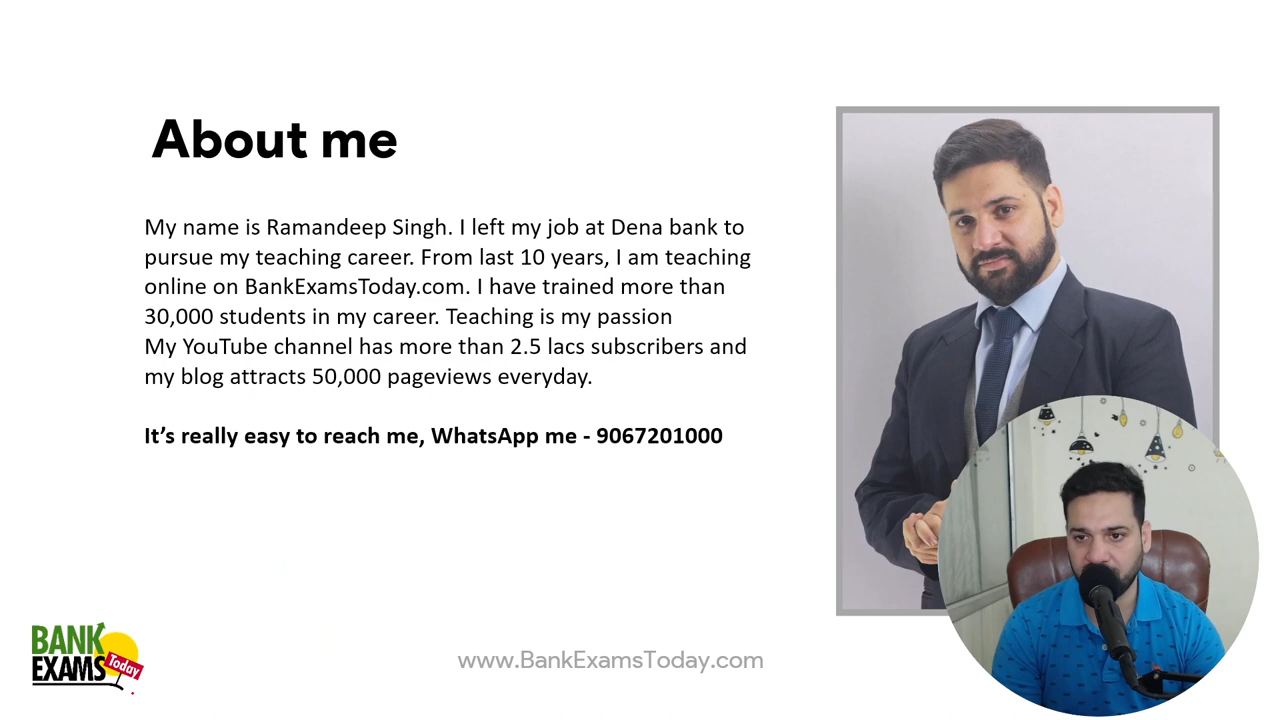 About me
My name is Ramandeep Singh. I left my job at Dena bank to
pursue my teaching career. From last 10 years, I am teaching
online on BankExamsToday.com. I have trained more than
30,000 students in my career. Teaching is my passion
My YouTube channel has more than 2.5 lacs subscribers and
my blog attracts 50,000 pageviews everyday.
It’s really easy to reach me, WhatsApp me - 9067201000
BANK
EXAMS
Today
www.BankExamsToday.com